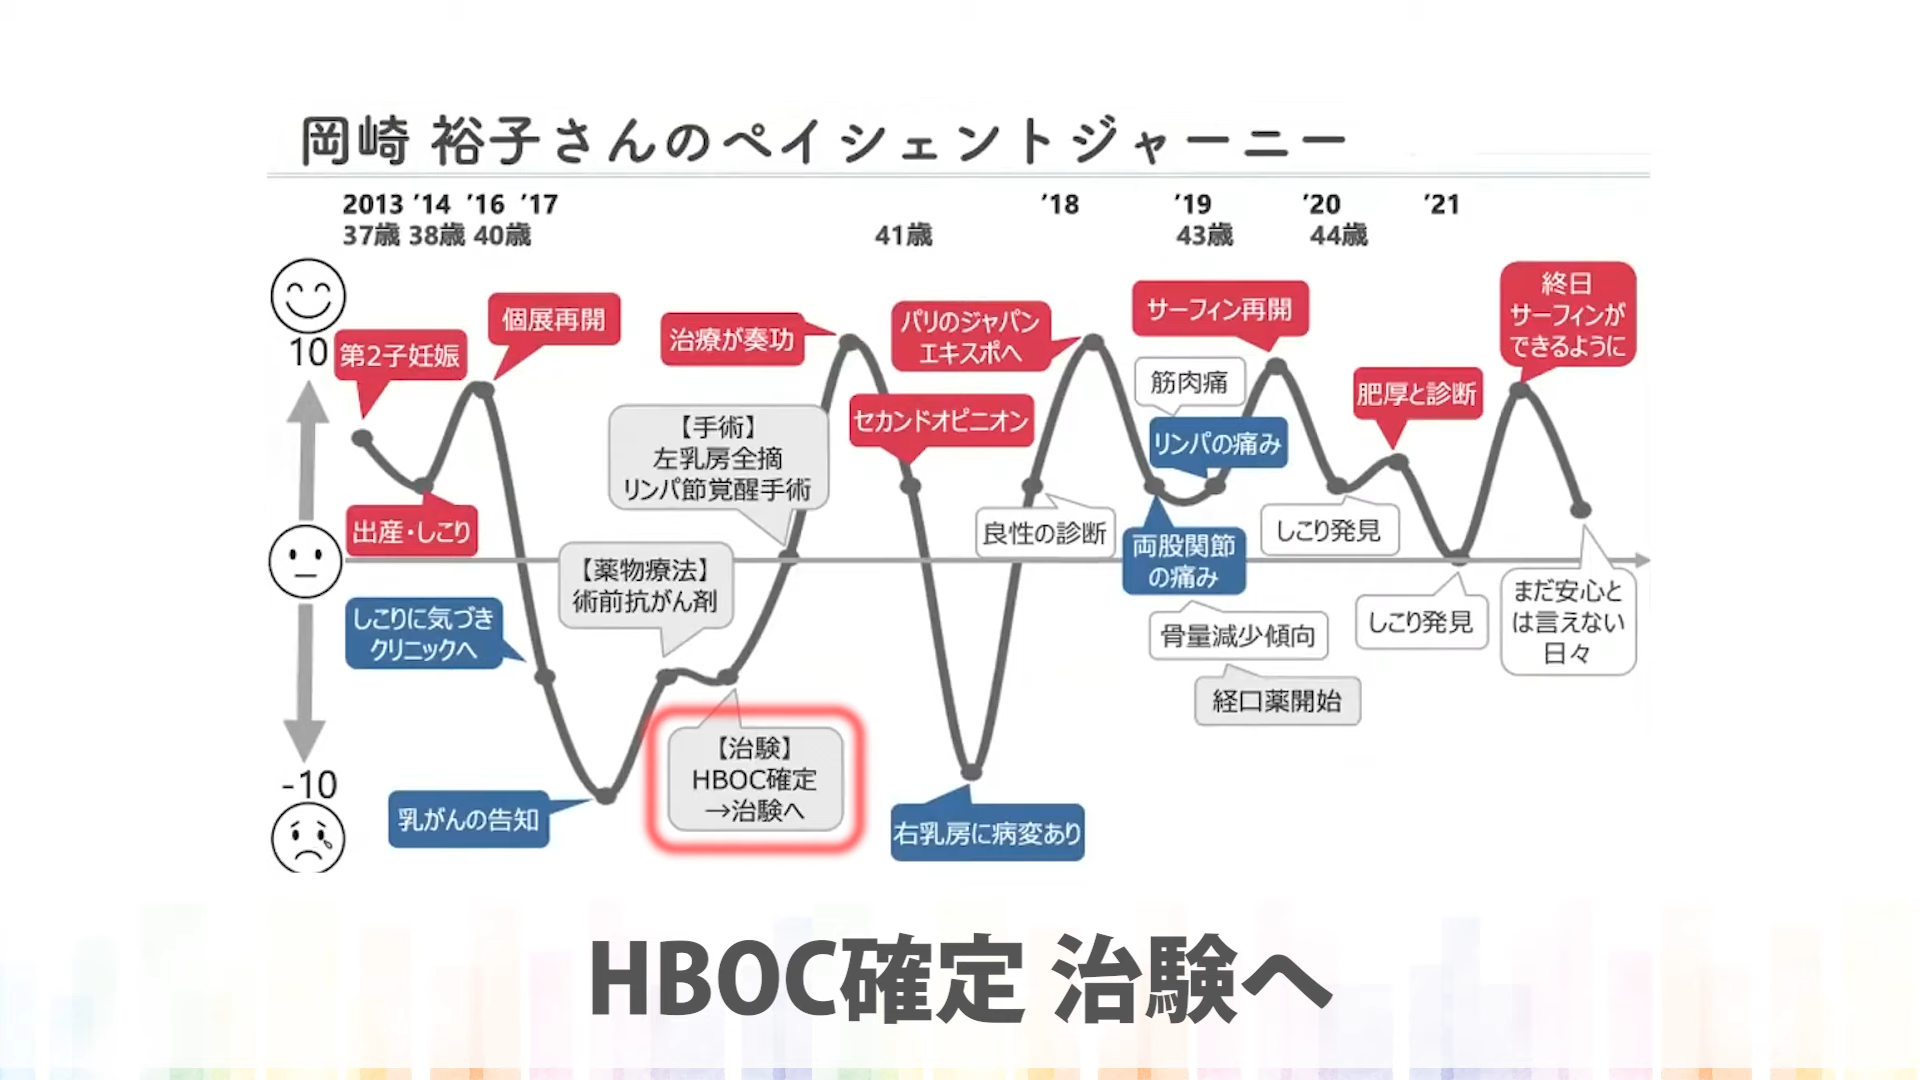 岡崎 裕子さんのペイシェントジャーニー
2013 ’14 ’16 ’17 ’18 ’19 ’20 ’21
37歳 38歳 40歳 41歳 43歳 44歳
10
第2子妊娠
出産・しこり
個展再開
しこりに気づき
クリニックへ
乳がんの告知
【薬物療法】
術前抗がん剤
【治験】
HBOC確定
→治験へ
【手術】
左乳房全摘
リンパ節覚醒手術
治療が奏功
セカンドオピニオン
右乳房に病変あり
良性の診断
パリのジャパン
エキスポへ
筋肉痛
リンパの痛み
両股関節
の痛み
骨量減少傾向
経口薬開始
サーフィン再開
しこり発見
肥厚と診断
しこり発見
終日
サーフィンが
できるように
まだ安心と
は言えない
日々
-10
HBOC確定 治験へ